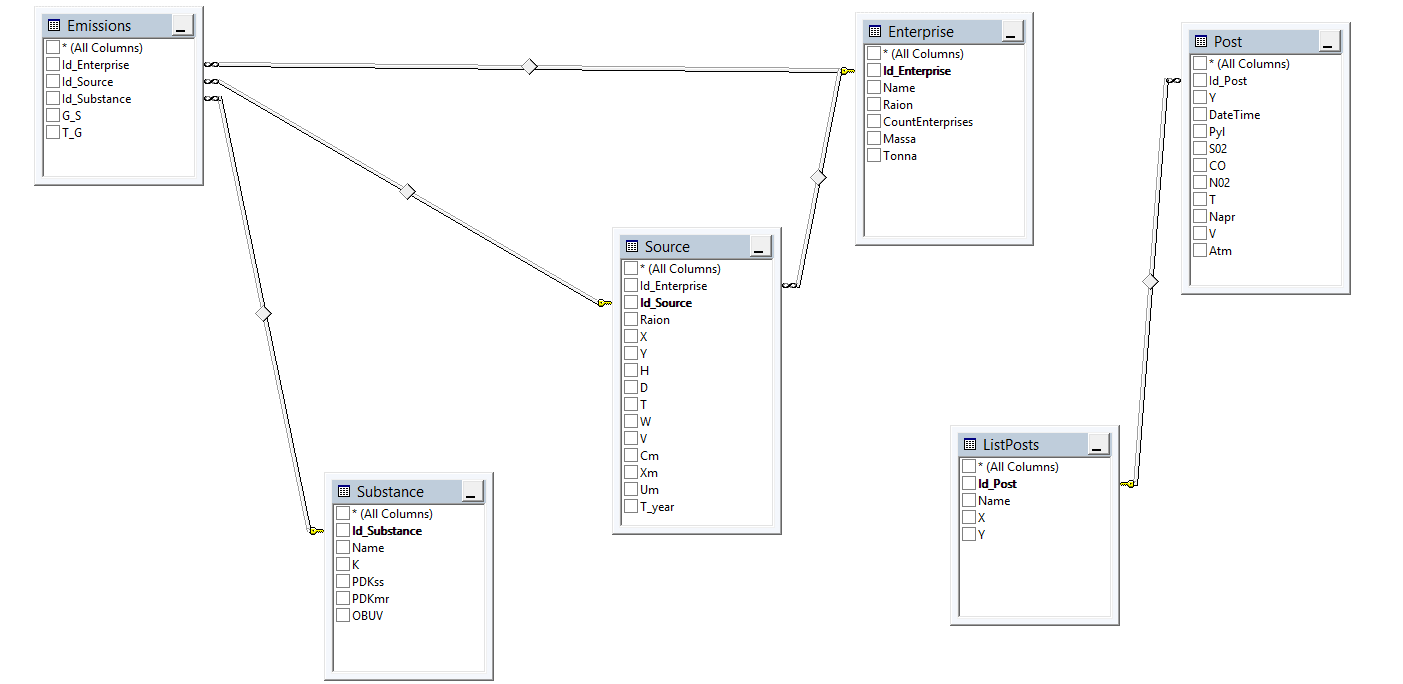 Emissions
* (All Columns)
Id_Enterprise
Id_Source
Id_Substance
G_S
T_G
Enterprise
* (All Columns)
Id_Enterprise
Name
Raion
CountEnterprises
Massa
Tonna
Post
* (All Columns)
Id_Post
Y
DateTime
Pyl
S02
CO
N02
T
Napr
V
Atm
Source
* (All Columns)
Id_Enterprise
Id_Source
Raion
X
Y
H
D
T
W
V
Cm
Xm
Um
T_year
ListPosts
* (All Columns)
Id_Post
Name
X
Y
Substance
* (All Columns)
Id_Substance
Name
K
PDKss
PDKmr
OBUV